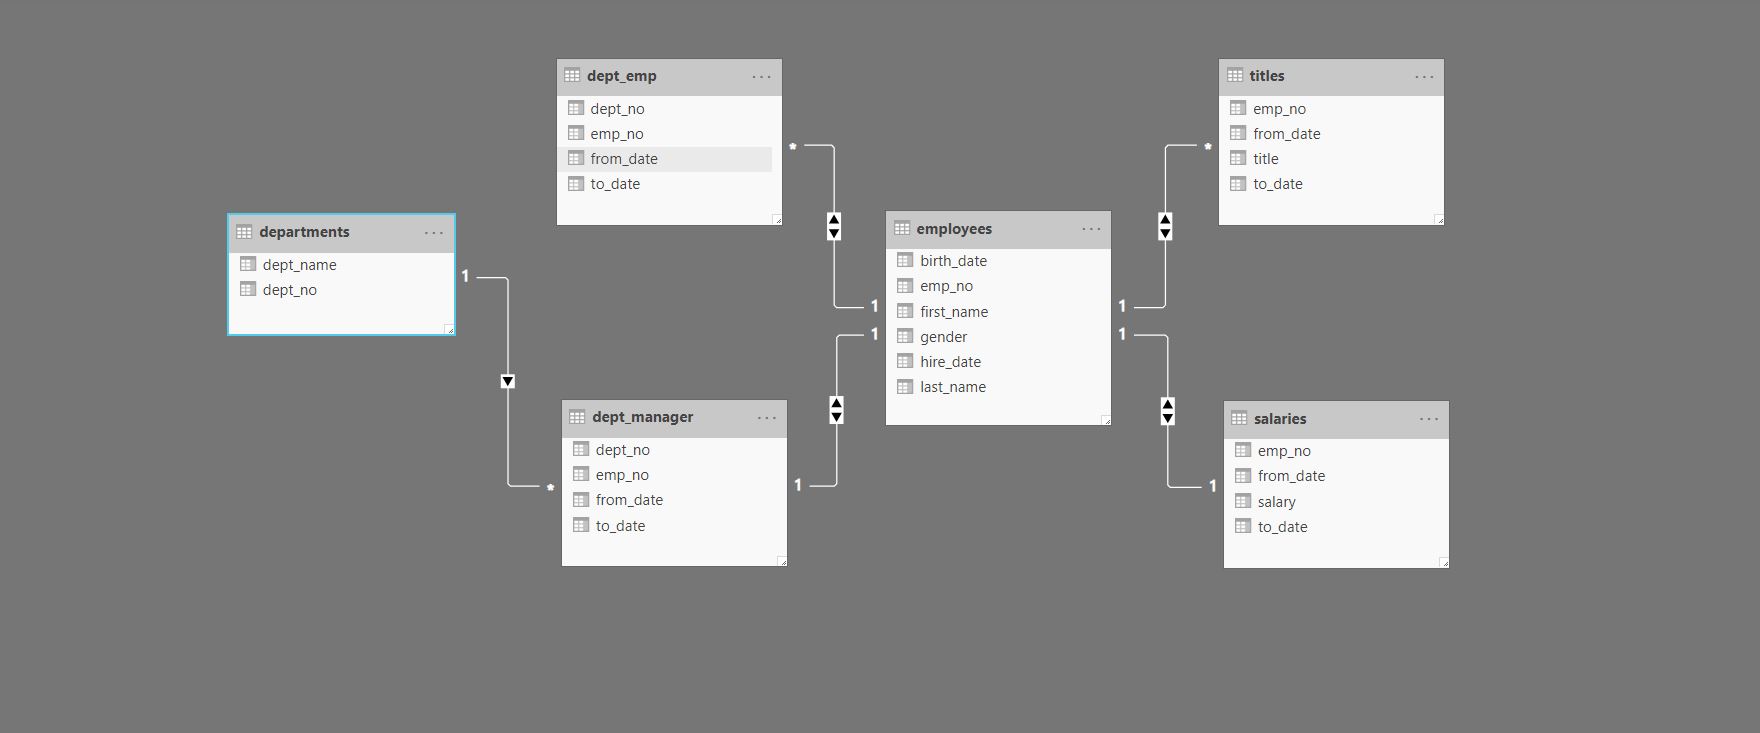 dept_emp ...
dept_no
emp_no
from_date
to_date
*
titles ...
emp_no
from_date
title
to_date
*
departments ...
dept_name
dept_no
1
employees ...
birth_date
emp_no
first_name
gender
hire_date
last_name
1
1
1
1
dept_manager ...
dept_no
emp_no
from_date
to_date
*
1
salaries ...
emp_no
from_date
salary
to_date
1